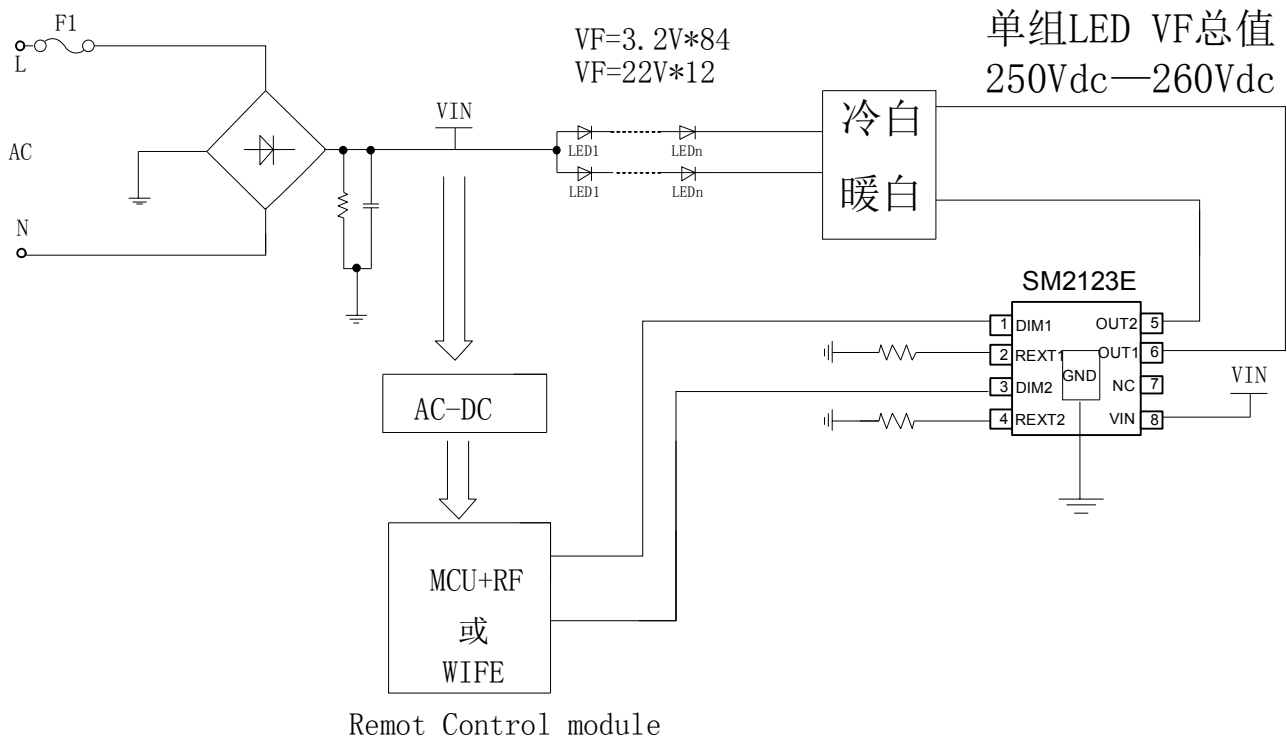 F1
L
AC
N
VF=3.2V*84
VF=22V*12
单组LED VF总值
250Vdc—260Vdc
VIN
LED1
LEDn
LED1
LEDn
冷白
暖白
SM2123E
1 DIM1
OUT2 5
2 REXT1
OUT1 6
3 DIM2
GND
NC 7
4 REXT2
VIN 8
VIN
AC-DC
MCU+RF
或
WIFE
Remot Control module